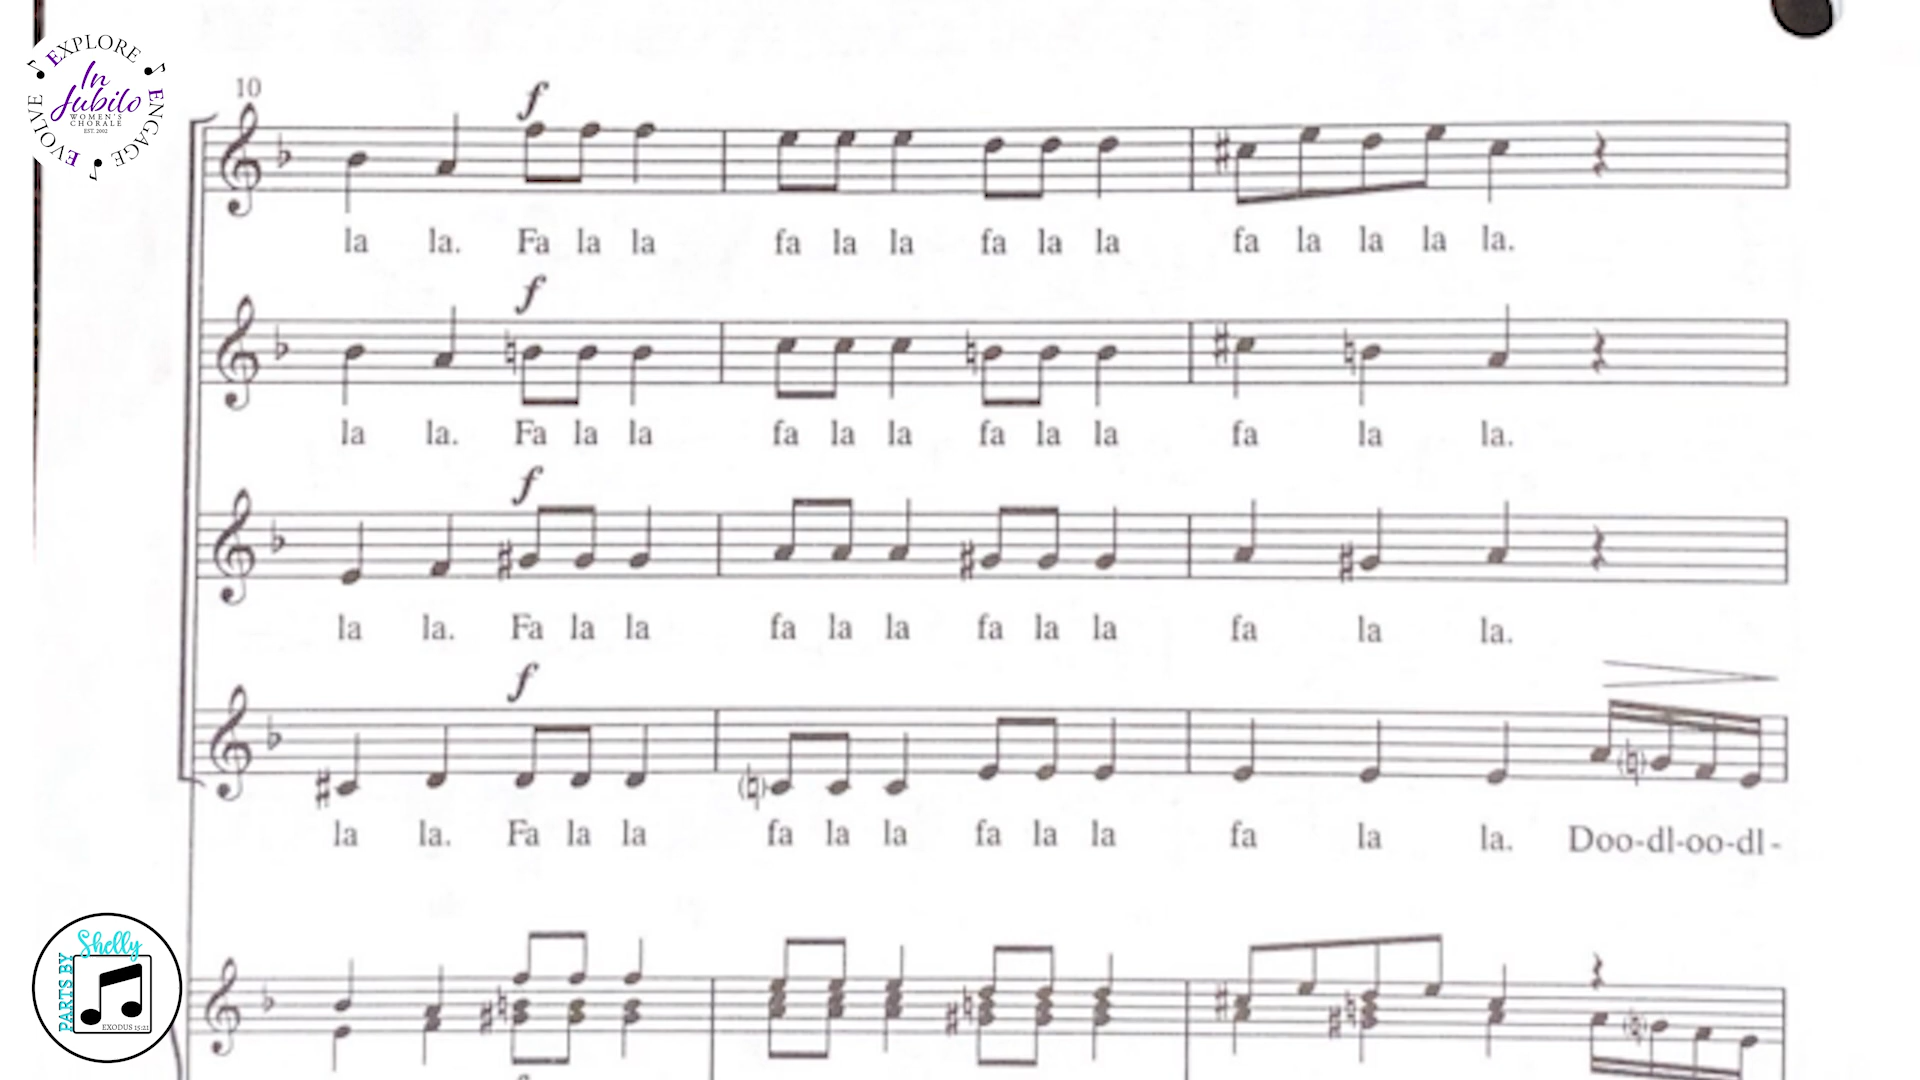 EXPLORE
ENGAGE
EVOLVE
In
Jubilo
WOMEN'S
CHORALE
EST. 2002
10
f
la la. Fa la la fa la la fa la la fa la la la la.
f
la la. Fa la la fa la la fa la la fa la la.
f
la la. Fa la la fa la la fa la la fa la la.
f
la la. Fa la la fa la la fa la la fa la la. Doo-dl-oo-dl-
PARTS BY
Shelly
EXODUS 15:21